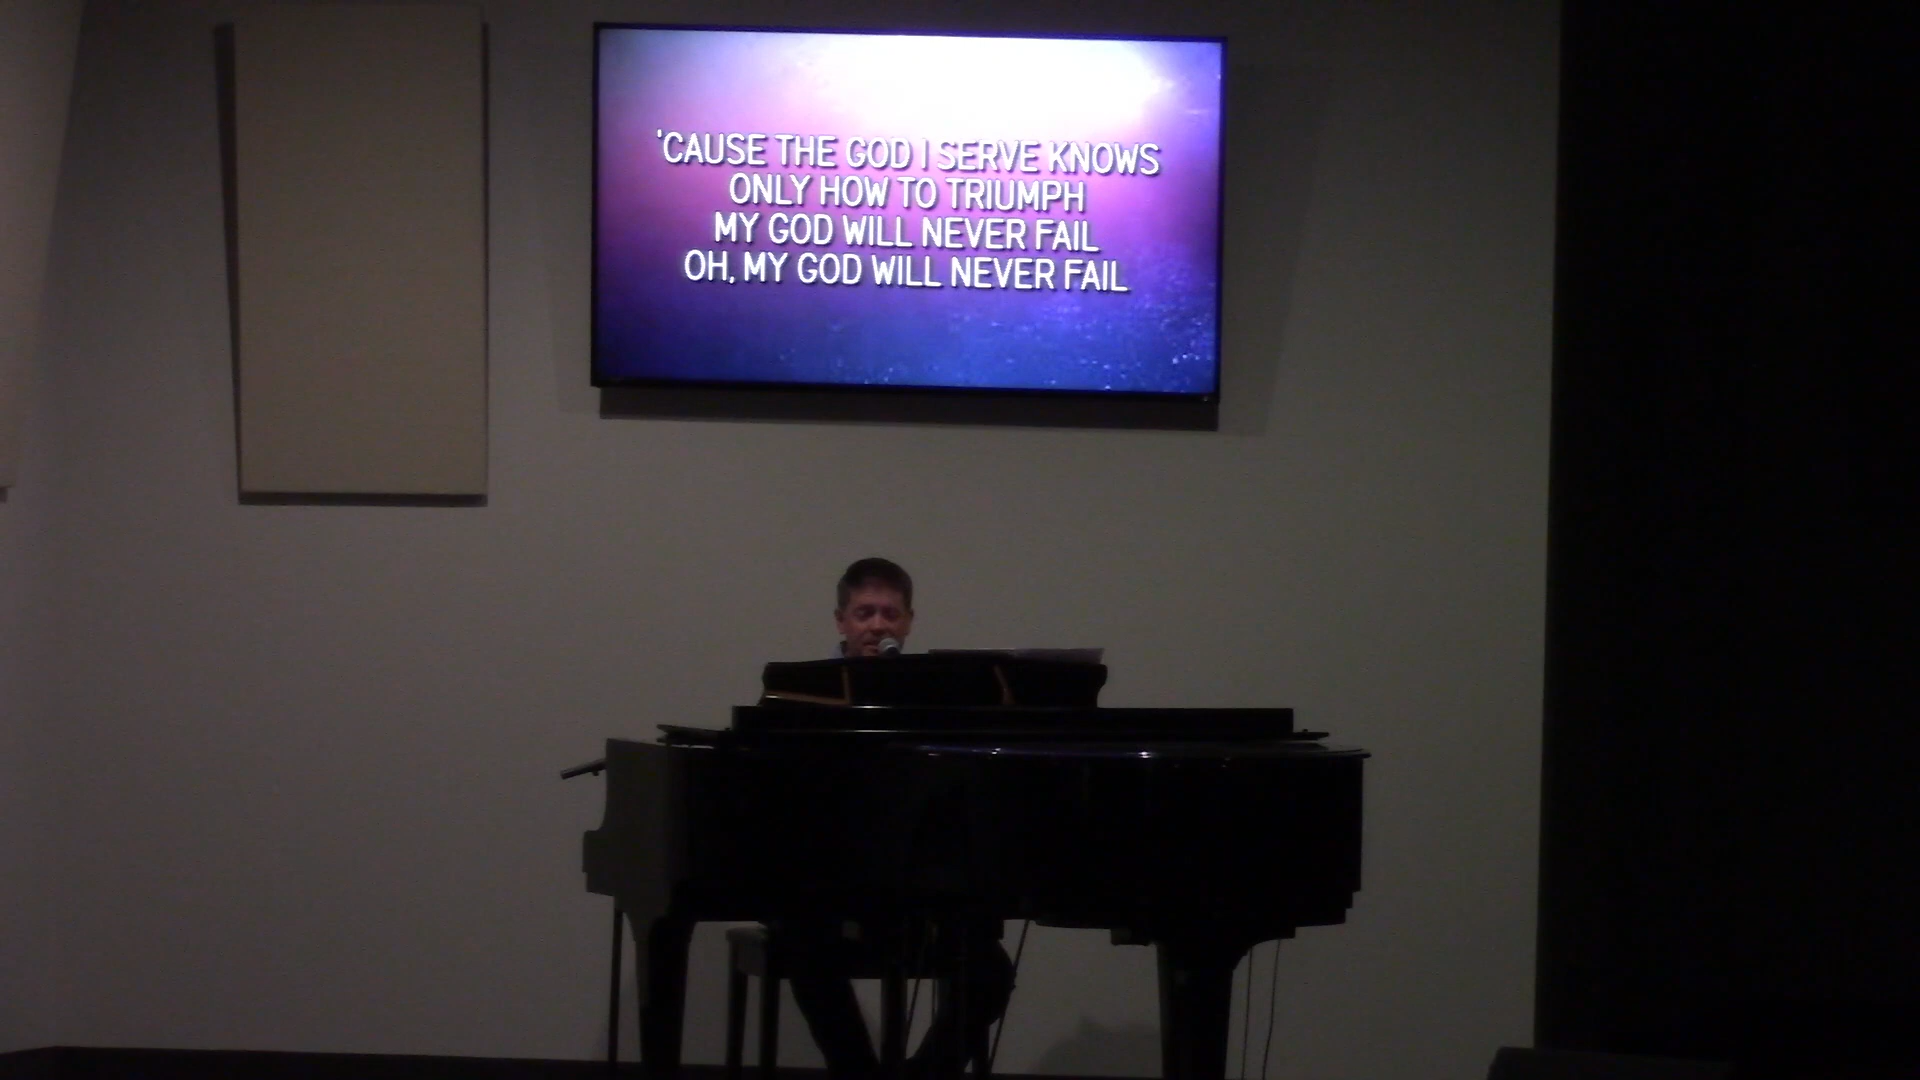 'CAUSE THE GOD I SERVE KNOWS
ONLY HOW TO TRIUMPH
MY GOD WILL NEVER FAIL
OH, MY GOD WILL NEVER FAIL